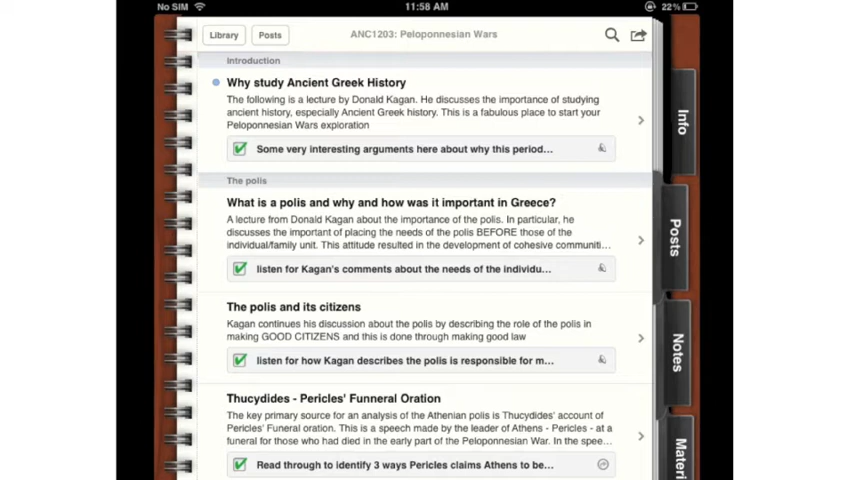 No SIM 11:58 AM 22%
Library Posts ANC1203: Peloponnesian Wars
Introduction
Why study Ancient Greek History
The following is a lecture by Donald Kagan. He discusses the importance of studying
ancient history, especially Ancient Greek history. This is a fabulous place to start your
Peloponnesian Wars exploration
Some very interesting arguments here about why this period...
The polis
What is a polis and why and how was it important in Greece?
A lecture from Donald Kagan about the importance of the polis. In particular, he
discusses the important of placing the needs of the polis BEFORE those of the
individual/family unit. This attitude resulted in the development of cohesive communiti...
listen for Kagan's comments about the needs of the individu...
The polis and its citizens
Kagan continues his discussion about the polis by describing the role of the polis in
making GOOD CITIZENS and this is done through making good law
listen for how Kagan describes the polis is responsible for m...
Thucydides - Pericles' Funneral Oration
The key primary source for an analysis of the Athenian polis is Thucydides' account of
Pericles' Funeral oration. This is a speech made by the leader of Athens - Pericles - at a
funeral for those who had died in the early part of the Peloponnesian War. In the spee...
Read through to identify 3 ways Pericles claims Athens to be...
Info
Posts
Notes
Materi